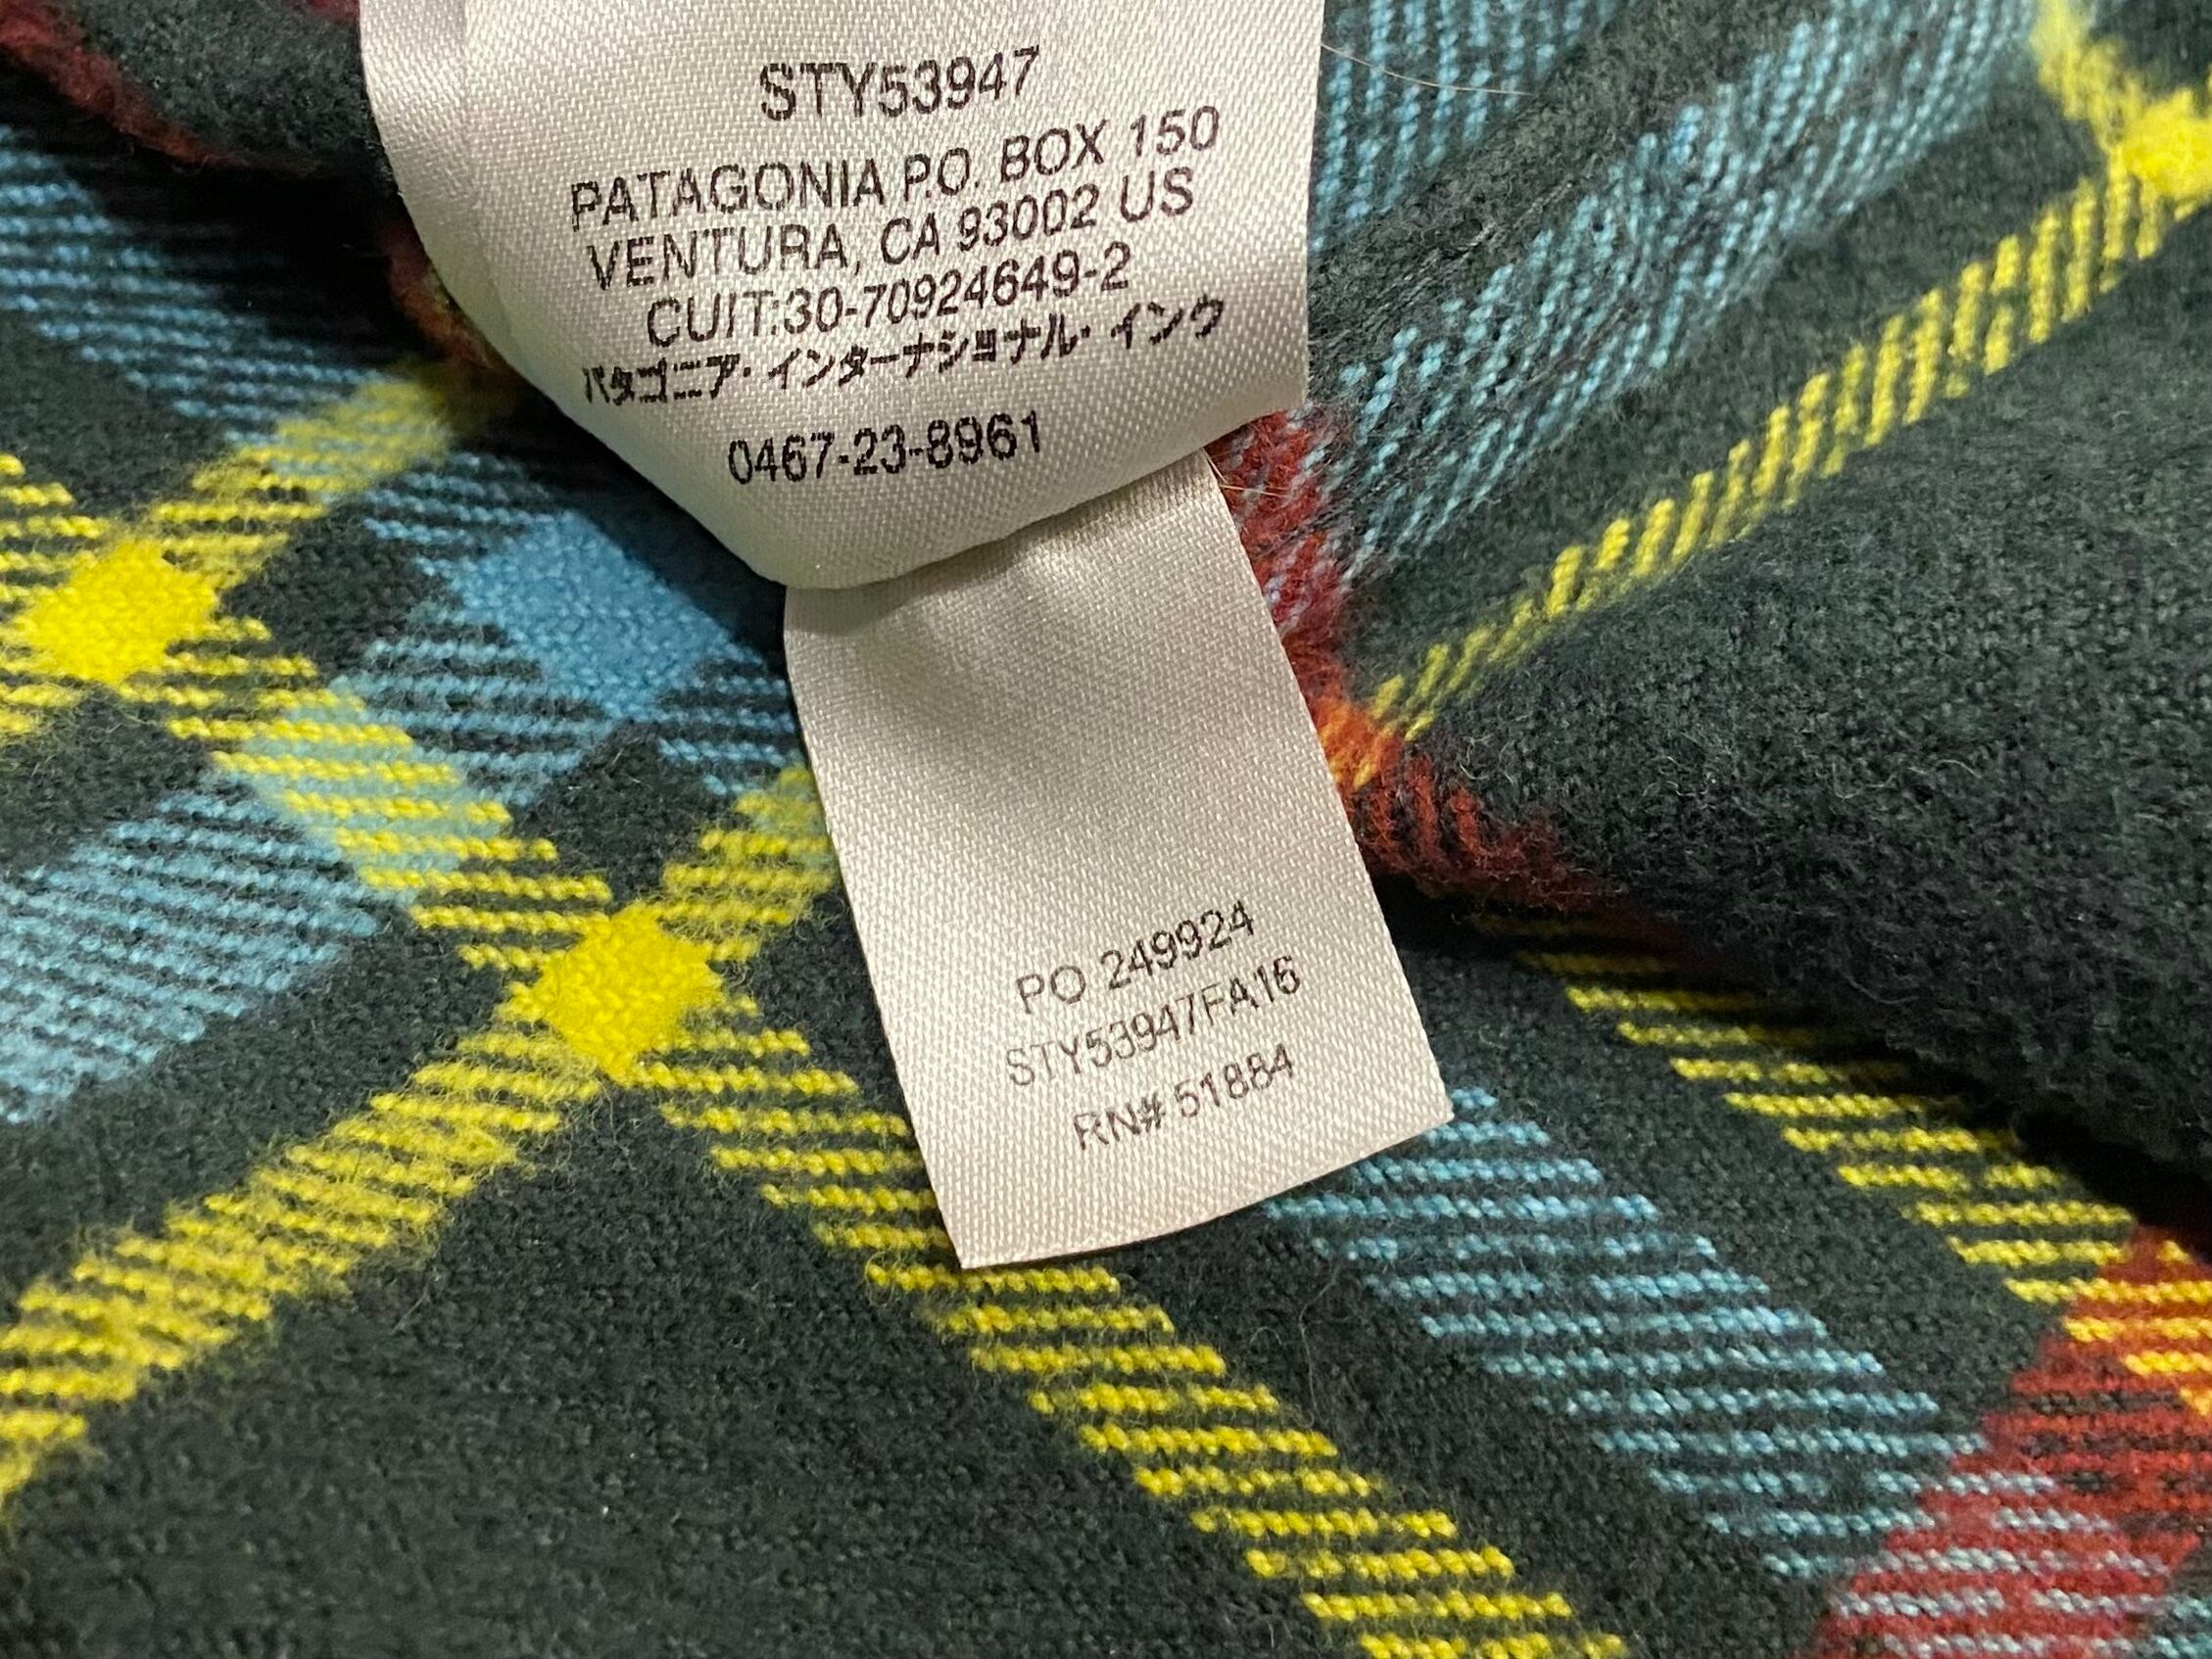 STY53947
PATAGONIA P.O. BOX 150
VENTURA, CA 93002 US
CUIT:30-70924649-2
パタゴニア・インターナショナル・インク
0467-23-8961
PO 249924
STY53947FA16
RN# 51884